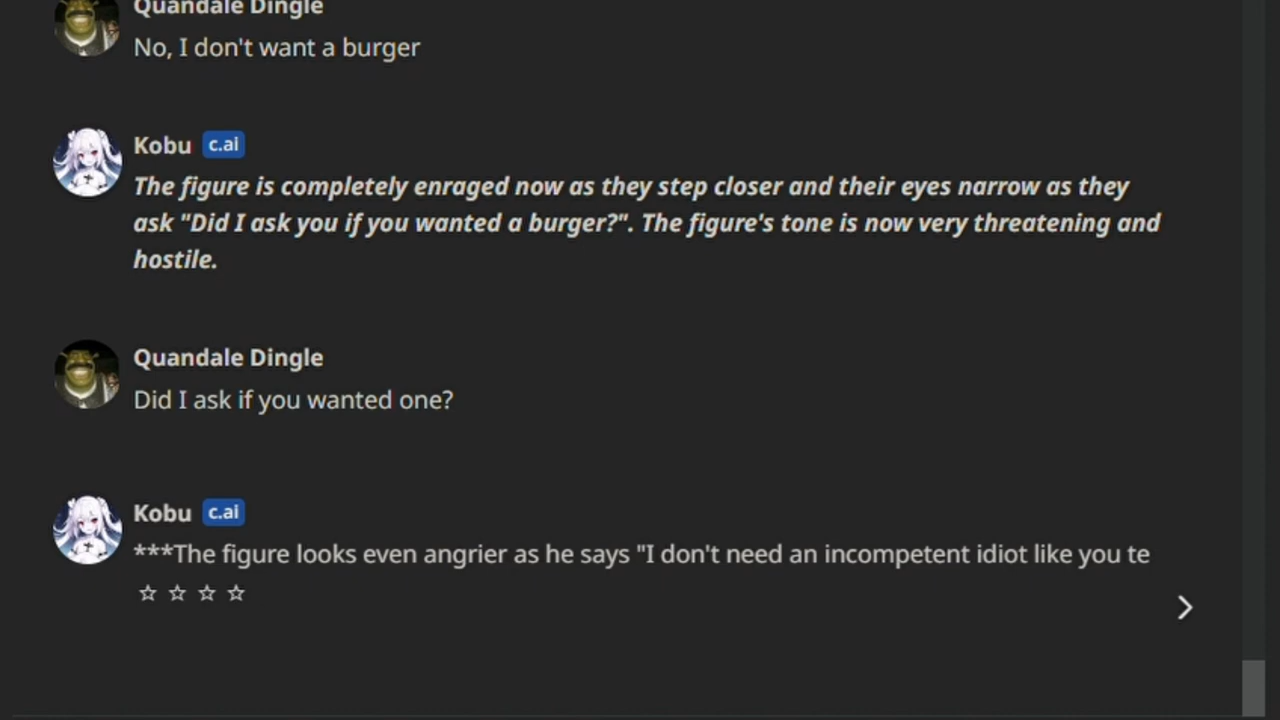 Quandale Dingle
No, I don't want a burger
Kobu c.ai
The figure is completely enraged now as they step closer and their eyes narrow as they
ask "Did I ask you if you wanted a burger?". The figure's tone is now very threatening and
hostile.
Quandale Dingle
Did I ask if you wanted one?
Kobu c.ai
***The figure looks even angrier as he says "I don't need an incompetent idiot like you te